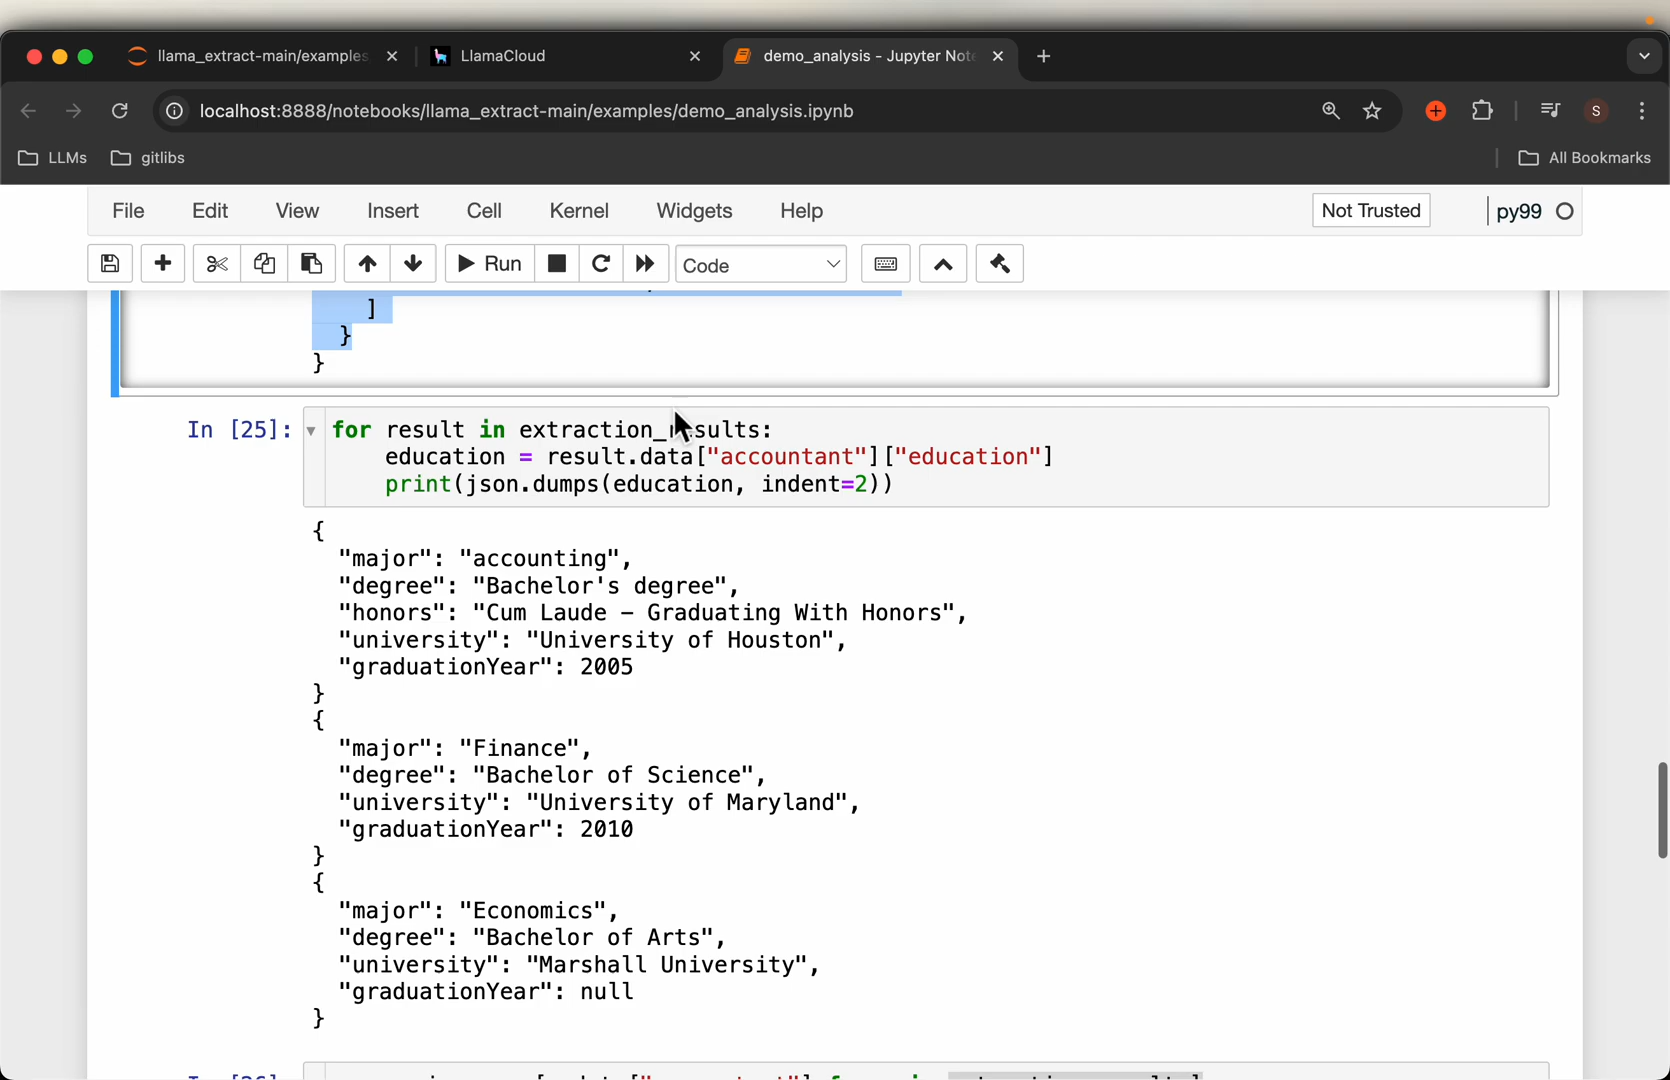 llama_extract-main/examples
LlamaCloud
demo_analysis - Jupyter Note
localhost:8888/notebooks/llama_extract-main/examples/demo_analysis.ipynb
S
LLMs
gitlibs
All Bookmarks
File Edit View Insert Cell Kernel Widgets Help
Not Trusted
py99
Run
Code
]
}
}
In [25]:
for result in extraction_results:
education = result.data["accountant"]["education"]
print(json.dumps(education, indent=2))
{
"major": "accounting",
"degree": "Bachelor's degree",
"honors": "Cum Laude – Graduating With Honors",
"university": "University of Houston",
"graduationYear": 2005
}
{
"major": "Finance",
"degree": "Bachelor of Science",
"university": "University of Maryland",
"graduationYear": 2010
}
{
"major": "Economics",
"degree": "Bachelor of Arts",
"university": "Marshall University",
"graduationYear": null
}